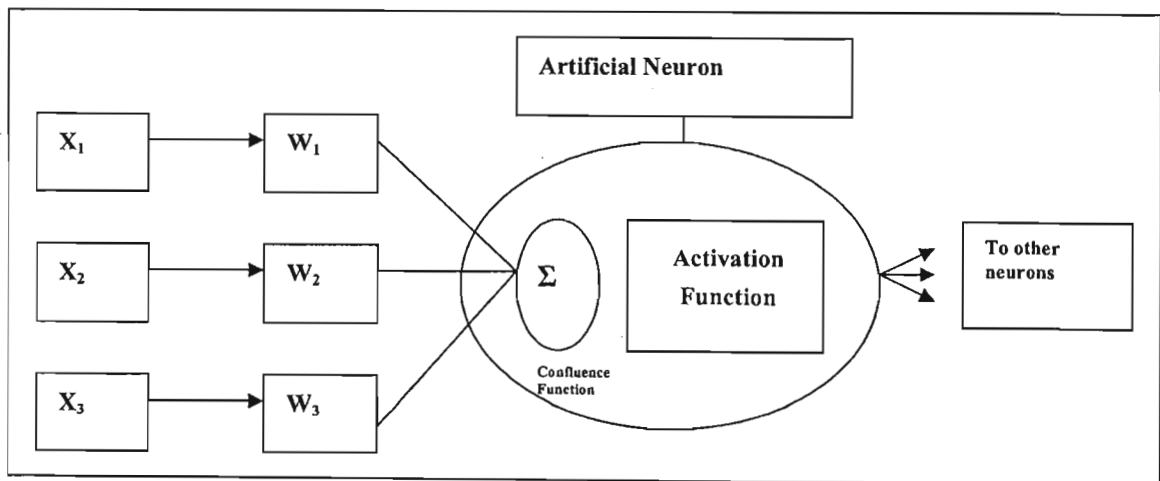 Artificial Neuron
X₁
W₁
X₂
W₂
Σ
Activation
Function
To other
neurons
Confluence
Function
X₃
W₃